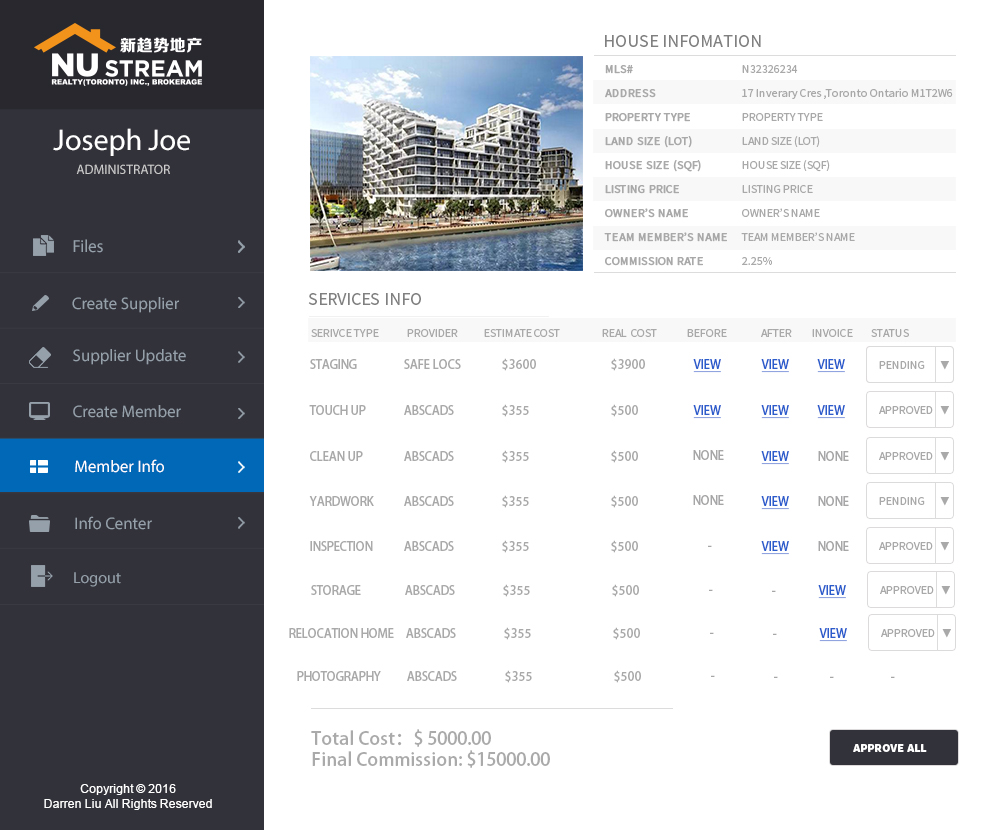 新趋势地产
NU STREAM
REALTY(TORONTO) INC., BROKERAGE
Joseph Joe
ADMINISTRATOR
Files
Create Supplier
Supplier Update
Create Member
Member Info
Info Center
Logout
Copyright © 2016
Darren Liu All Rights Reserved
HOUSE INFOMATION
MLS# N32326234
ADDRESS 17 Inverary Cres ,Toronto Ontario M1T2W6
PROPERTY TYPE PROPERTY TYPE
LAND SIZE (LOT) LAND SIZE (LOT)
HOUSE SIZE (SQF) HOUSE SIZE (SQF)
LISTING PRICE LISTING PRICE
OWNER'S NAME OWNER'S NAME
TEAM MEMBER'S NAME TEAM MEMBER'S NAME
COMMISSION RATE 2.25%
SERVICES INFO
SERIVCE TYPE PROVIDER ESTIMATE COST REAL COST BEFORE AFTER INVOICE STATUS
STAGING SAFE LOCS $3600 $3900 VIEW VIEW VIEW PENDING ▼
TOUCH UP ABSCADS $355 $500 VIEW VIEW VIEW APPROVED ▼
CLEAN UP ABSCADS $355 $500 NONE VIEW NONE APPROVED ▼
YARDWORK ABSCADS $355 $500 NONE VIEW NONE PENDING ▼
INSPECTION ABSCADS $355 $500 - VIEW NONE APPROVED ▼
STORAGE ABSCADS $355 $500 - - VIEW APPROVED ▼
RELOCATION HOME ABSCADS $355 $500 - - VIEW APPROVED ▼
PHOTOGRAPHY ABSCADS $355 $500 - - - -
Total Cost: $ 5000.00
Final Commission: $15000.00
APPROVE ALL